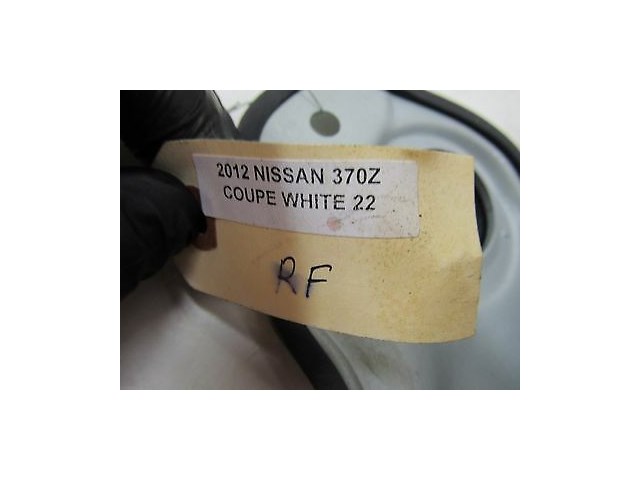 2012 NISSAN 370Z
COUPE WHITE 22
RF